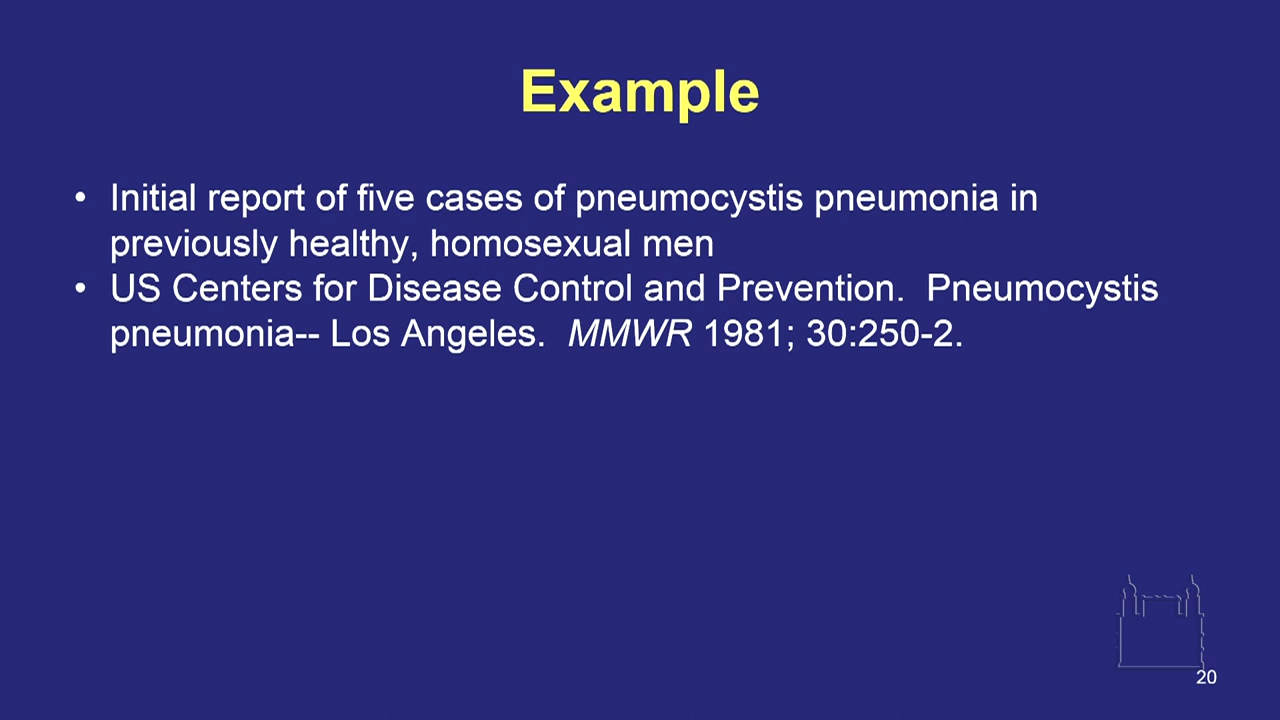 Example
• Initial report of five cases of pneumocystis pneumonia in
previously healthy, homosexual men
• US Centers for Disease Control and Prevention.  Pneumocystis
pneumonia-- Los Angeles.  MMWR 1981; 30:250-2.
20